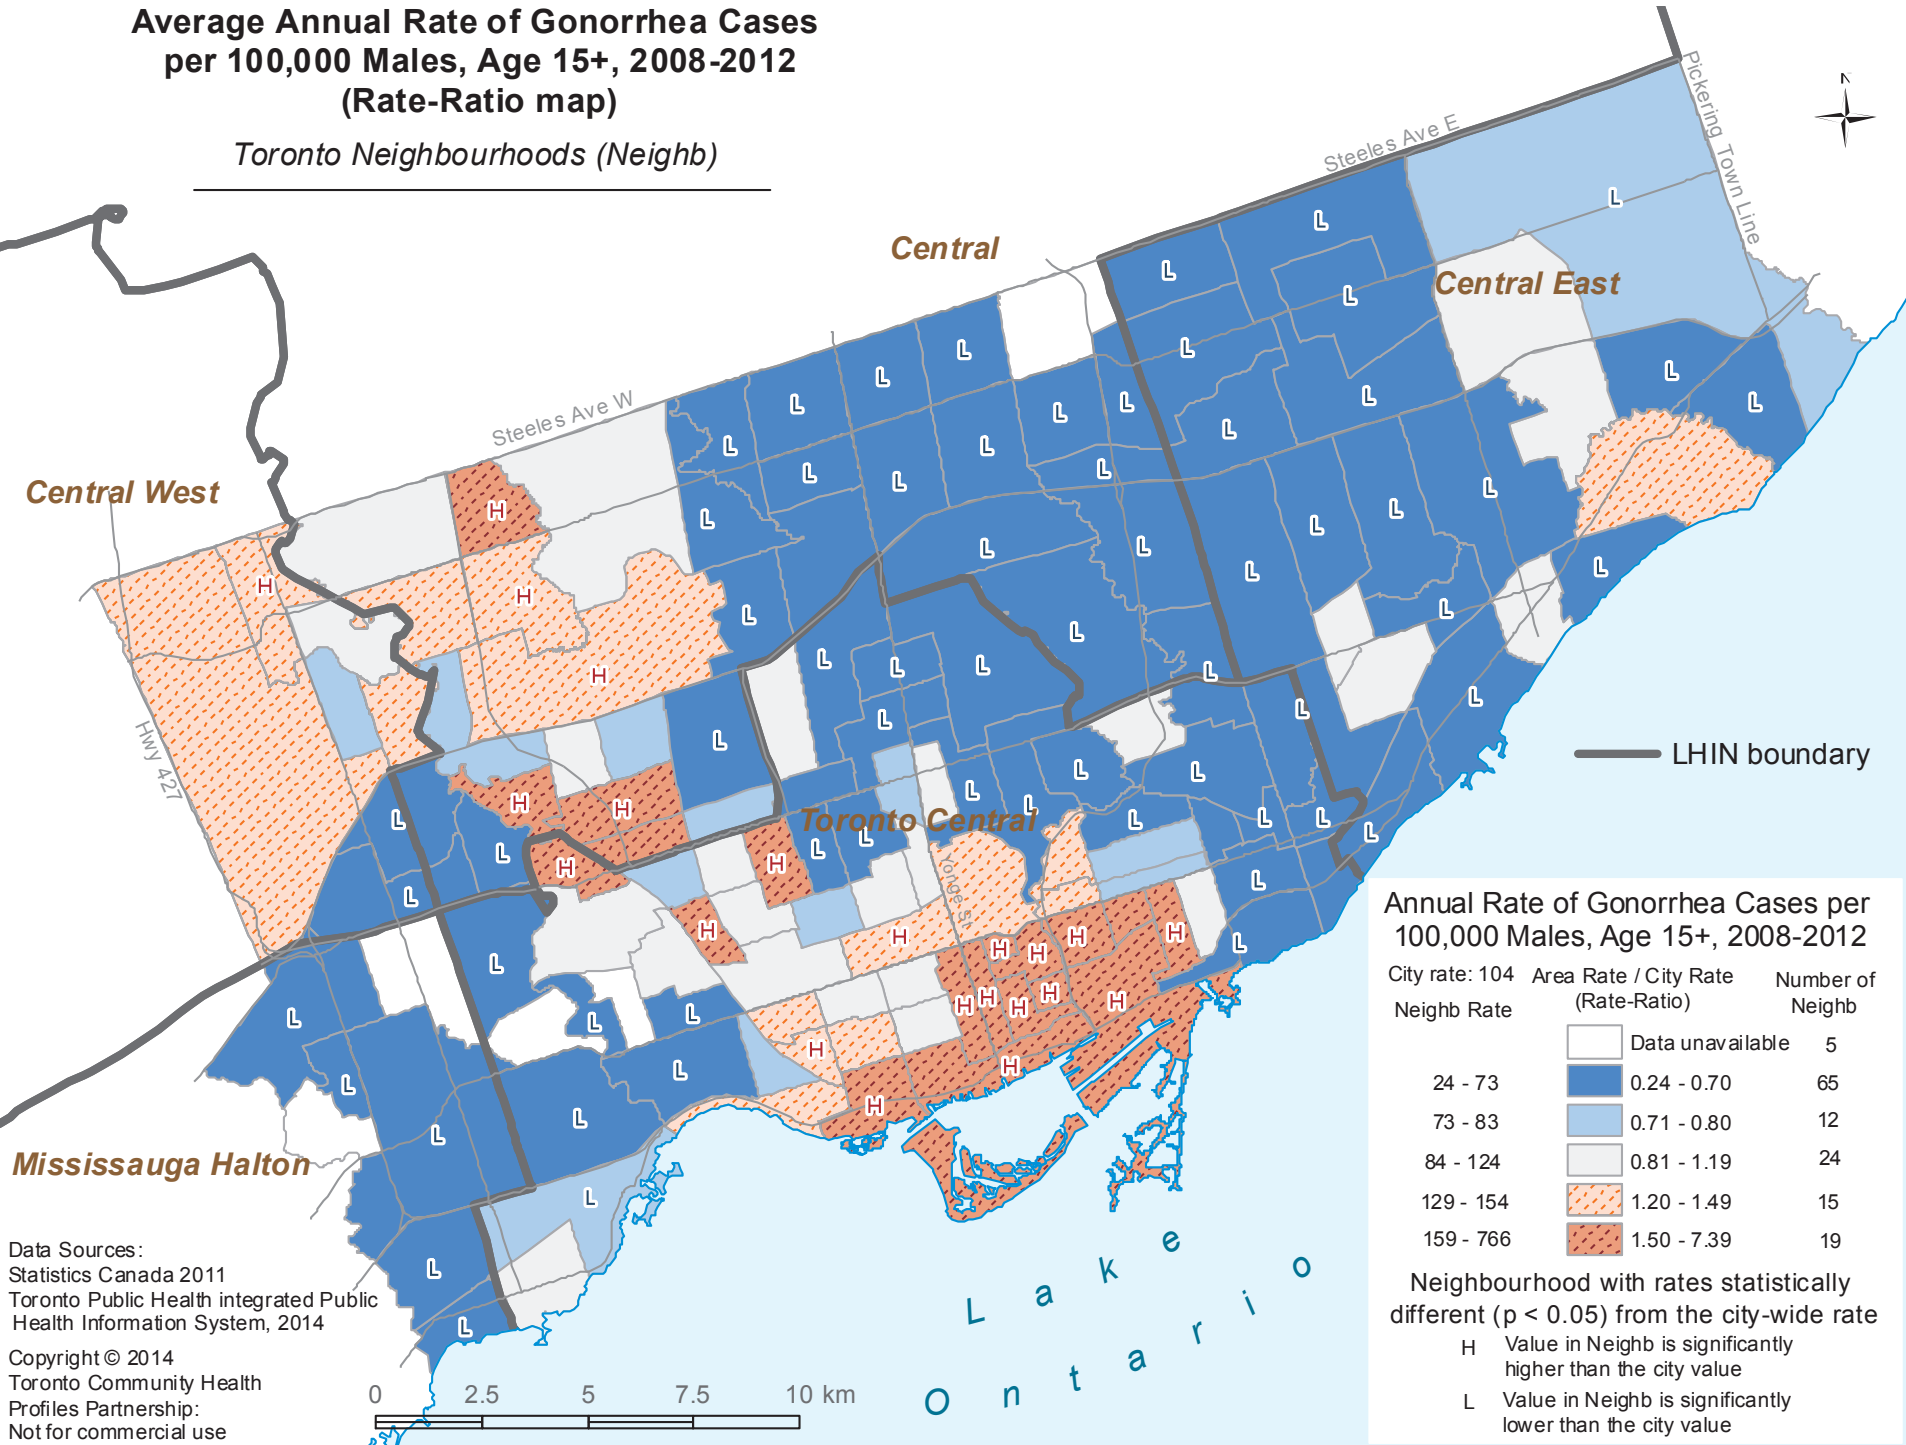 Average Annual Rate of Gonorrhea Cases
per 100,000 Males, Age 15+, 2008-2012
(Rate-Ratio map)
Toronto Neighbourhoods (Neighb)
N
Pickering Town Line
Steeles Ave E
Central
Central East
Steeles Ave W
Central West
Hwy 427
LHIN boundary
Toronto Central
Yonge St
Mississauga Halton
Lake
Ontario
Annual Rate of Gonorrhea Cases per
100,000 Males, Age 15+, 2008-2012
City rate: 104 Area Rate / City Rate Number of
Neighb Rate (Rate-Ratio) Neighb
Data unavailable 5
24 - 73 0.24 - 0.70 65
73 - 83 0.71 - 0.80 12
84 - 124 0.81 - 1.19 24
129 - 154 1.20 - 1.49 15
159 - 766 1.50 - 7.39 19
Neighbourhood with rates statistically
different (p < 0.05) from the city-wide rate
H Value in Neighb is significantly
higher than the city value
L Value in Neighb is significantly
lower than the city value
Data Sources:
Statistics Canada 2011
Toronto Public Health integrated Public
Health Information System, 2014
Copyright © 2014
Toronto Community Health
Profiles Partnership:
Not for commercial use
0 2.5 5 7.5 10 km